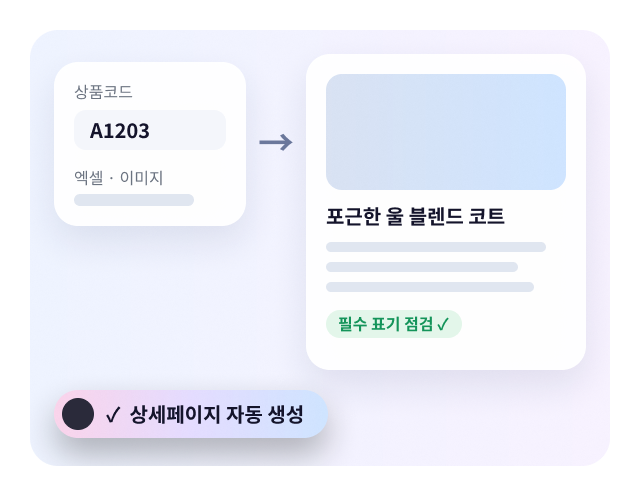 상품코드
A1203
엑셀 · 이미지
→
포근한 울 블렌드 코트
필수 표기 점검 ✓
✓ 상세페이지 자동 생성